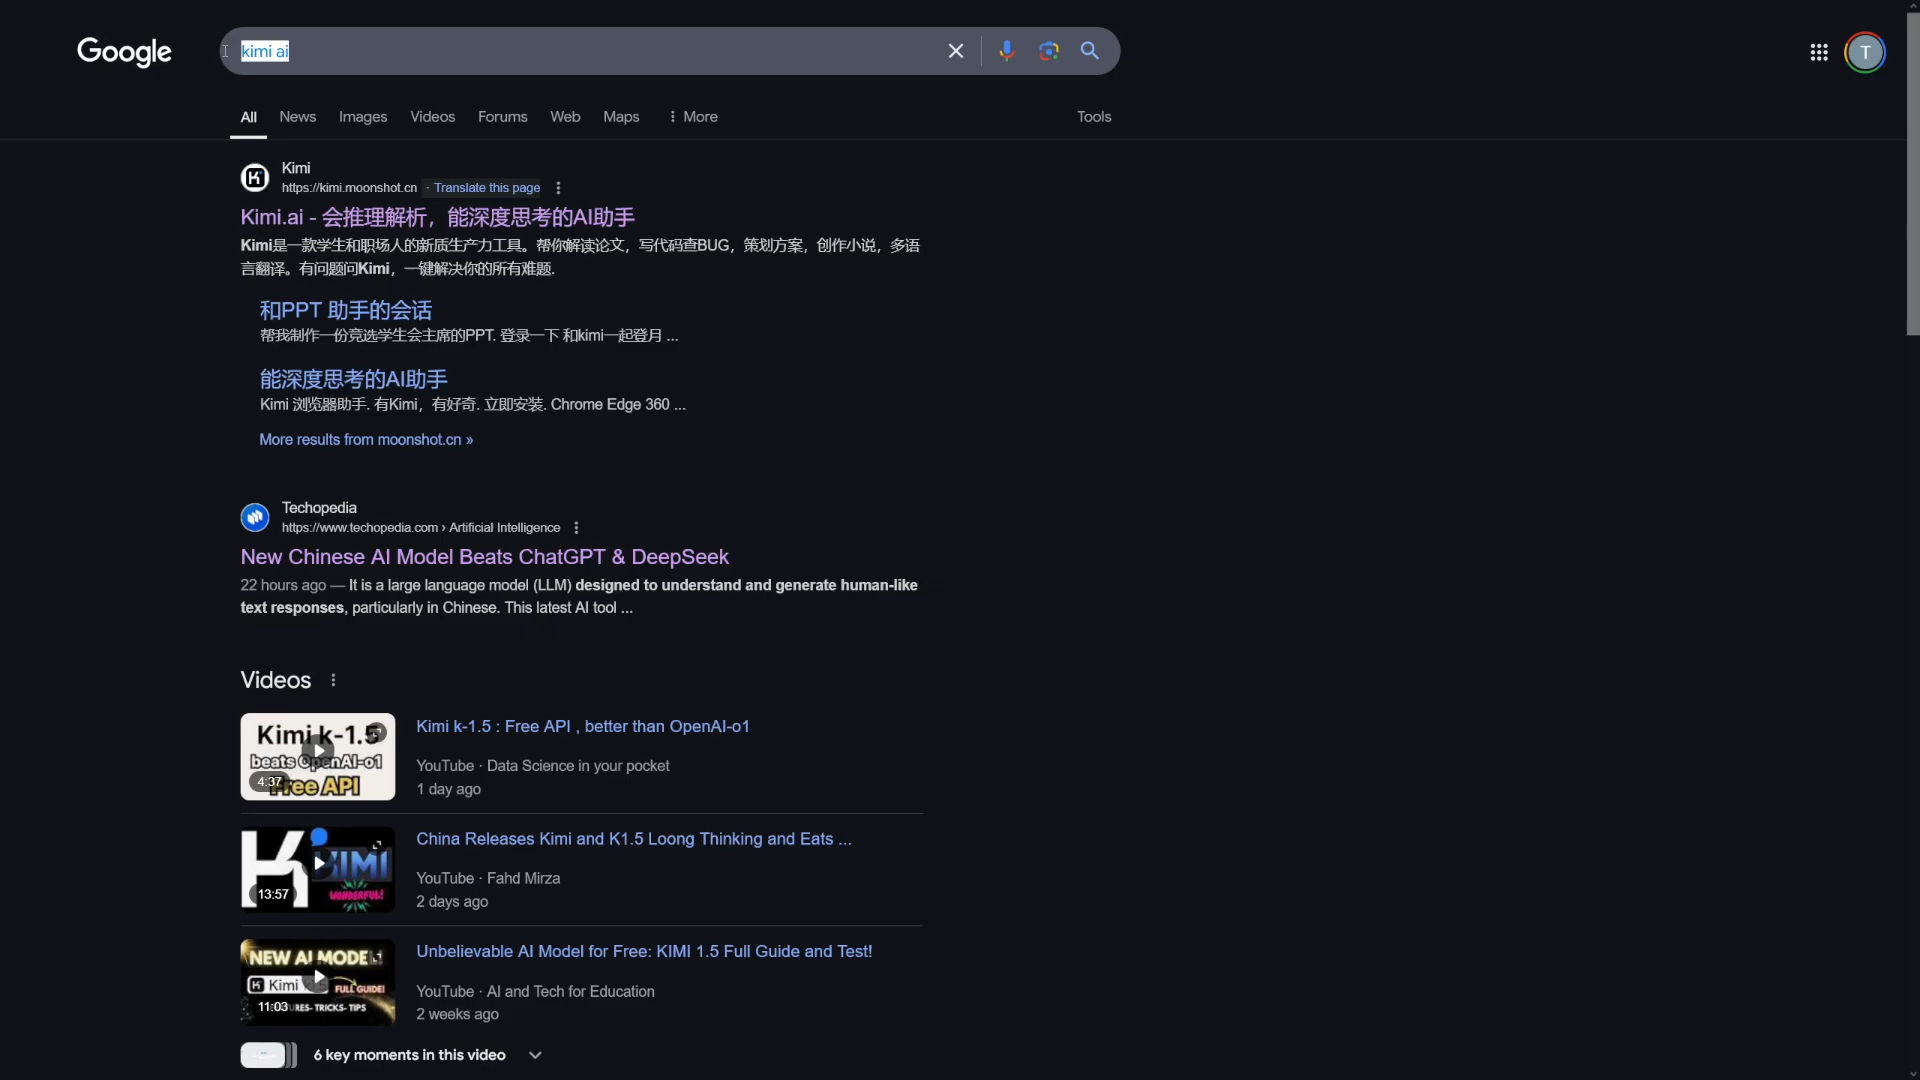 Google
kimi ai
T
All News Images Videos Forums Web Maps More Tools
Kimi
https://kimi.moonshot.cn · Translate this page
Kimi.ai - 会推理解析，能深度思考的AI助手
Kimi是一款学生和职场人的新质生产力工具。帮你解读论文，写代码查BUG，策划方案，创作小说，多语
言翻译。有问题问Kimi，一键解决你的所有难题.
和PPT 助手的会话
帮我制作一份竞选学生会主席的PPT. 登录一下 和kimi一起登月 ...
能深度思考的AI助手
Kimi 浏览器助手. 有Kimi，有好奇. 立即安装. Chrome Edge 360 ...
More results from moonshot.cn »
Techopedia
https://www.techopedia.com › Artificial Intelligence
New Chinese AI Model Beats ChatGPT & DeepSeek
22 hours ago — It is a large language model (LLM) designed to understand and generate human-like
text responses, particularly in Chinese. This latest AI tool ...
Videos
Kimi k-1.5
beats OpenAI-o1
Free API
4:37
Kimi k-1.5 : Free API , better than OpenAI-o1
YouTube · Data Science in your pocket
1 day ago
KIMI
WONDERFUL!
13:57
China Releases Kimi and K1.5 Loong Thinking and Eats ...
YouTube · Fahd Mirza
2 days ago
NEW AI MODEL
Kimi
FULL GUIDE!
TRICKS- TIPS
11:03
Unbelievable AI Model for Free: KIMI 1.5 Full Guide and Test!
YouTube · AI and Tech for Education
2 weeks ago
6 key moments in this video